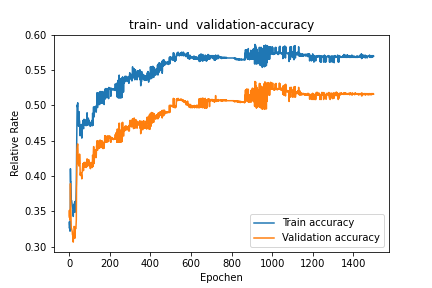 train- und  validation-accuracy
0.60
0.55
0.50
0.45
0.40
0.35
0.30
Relative Rate
0 200 400 600 800 1000 1200 1400
Epochen
Train accuracy
Validation accuracy